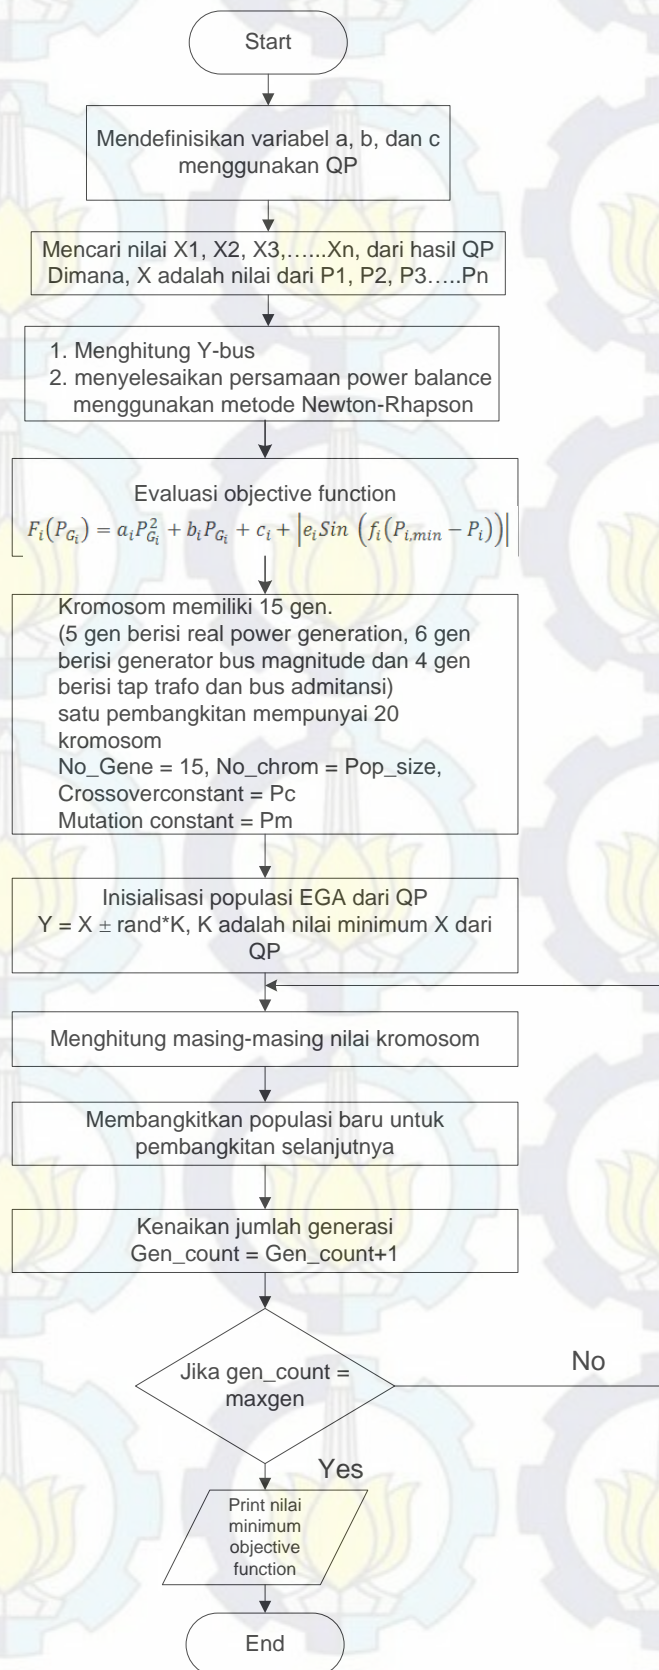 Start
Mendefinisikan variabel a, b, dan c
menggunakan QP
Mencari nilai X1, X2, X3,…...Xn, dari hasil QP
Dimana, X adalah nilai dari P1, P2, P3…..Pn
1. Menghitung Y-bus
2. menyelesaikan persamaan power balance
menggunakan metode Newton-Rhapson
Evaluasi objective function
F_i(P_{G_i}) = a_i P_{G_i}^2 + b_i P_{G_i} + c_i + |e_i Sin (f_i(P_{i,min} − P_i))|
Kromosom memiliki 15 gen.
(5 gen berisi real power generation, 6 gen
berisi generator bus magnitude dan 4 gen
berisi tap trafo dan bus admitansi)
satu pembangkitan mempunyai 20
kromosom
No_Gene = 15, No_chrom = Pop_size,
Crossoverconstant = Pc
Mutation constant = Pm
Inisialisasi populasi EGA dari QP
Y = X ± rand*K, K adalah nilai minimum X dari
QP
Menghitung masing-masing nilai kromosom
Membangkitkan populasi baru untuk
pembangkitan selanjutnya
Kenaikan jumlah generasi
Gen_count = Gen_count+1
Jika gen_count =
maxgen
No
Yes
Print nilai
minimum
objective
function
End